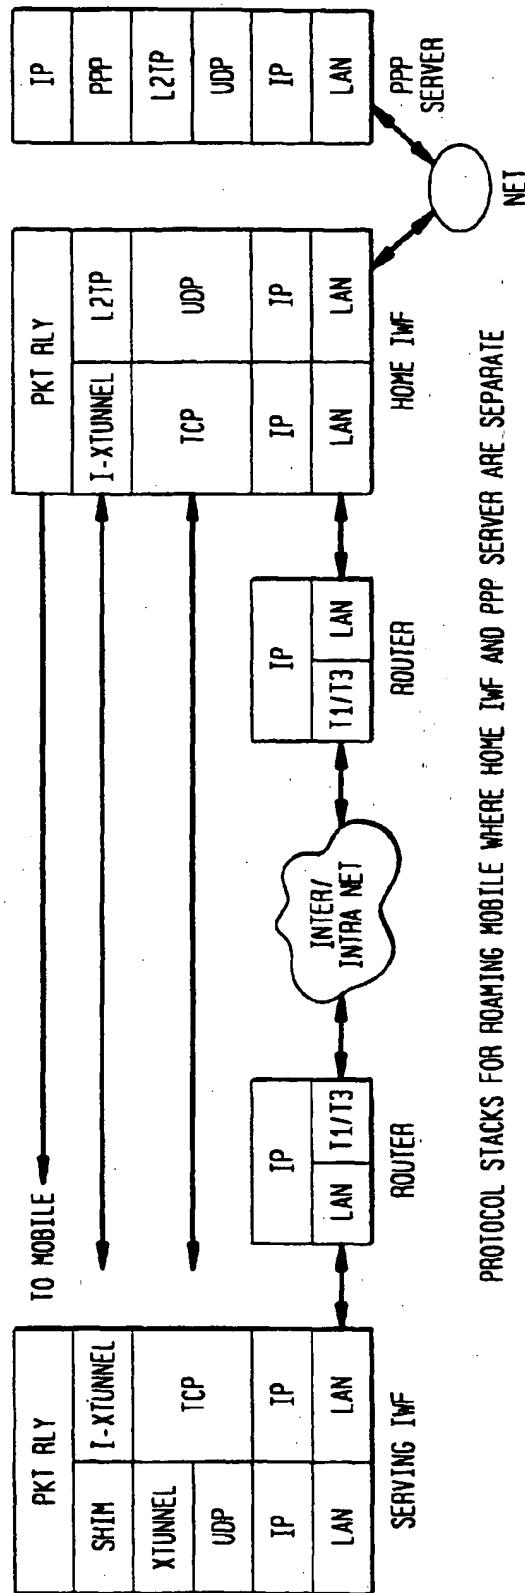 PKT RLY
SHIM
I-XTUNNEL
XTUNNEL
TCP
UDP
IP
IP
LAN
LAN
SERVING IWF
TO MOBILE
IP
LAN
T1/T3
ROUTER
INTER/
INTRA NET
IP
T1/T3
LAN
ROUTER
PKT RLY
I-XTUNNEL
L2TP
TCP
UDP
IP
IP
LAN
LAN
HOME IWF
NET
IP
PPP
L2TP
UDP
IP
LAN
PPP
SERVER
PROTOCOL STACKS FOR ROAMING MOBILE WHERE HOME IWF AND PPP SERVER ARE SEPARATE